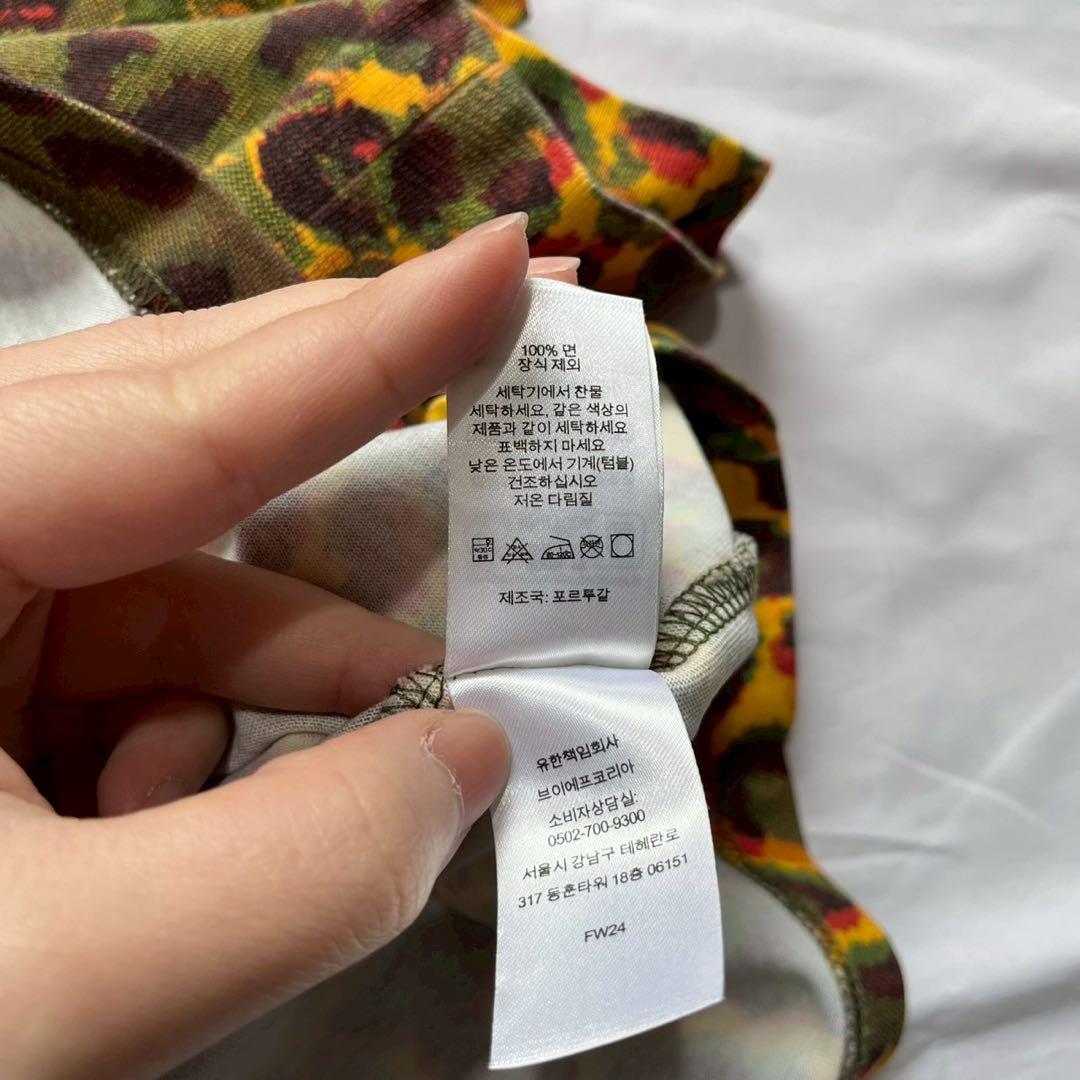 100% 면
장식 제외
세탁기에서 찬물
세탁하세요, 같은 색상의
제품과 같이 세탁하세요
표백하지 마세요
낮은 온도에서 기계(텀블)
건조하십시오
저온 다림질
80-120℃
제조국: 포르투갈
유한책임회사
브이에프코리아
소비자상담실:
0502-700-9300
서울시 강남구 테헤란로
317 동훈타워 18층 06151
FW24